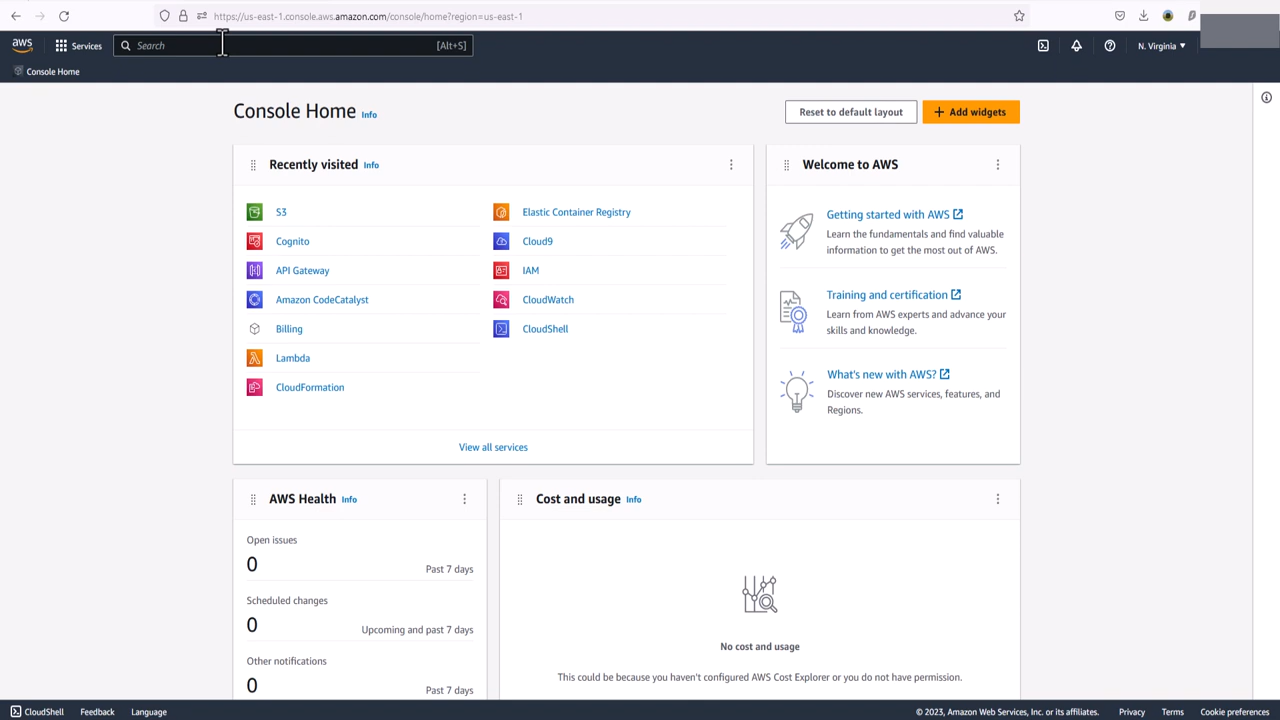 https://us-east-1.console.aws.amazon.com/console/home?region=us-east-1
aws Services Search [Alt+S] N. Virginia
Console Home
Console Home Info Reset to default layout Add widgets
Recently visited Info
S3
Cognito
API Gateway
Amazon CodeCatalyst
Billing
Lambda
CloudFormation
Elastic Container Registry
Cloud9
IAM
CloudWatch
CloudShell
View all services
Welcome to AWS
Getting started with AWS
Learn the fundamentals and find valuable
information to get the most out of AWS.
Training and certification
Learn from AWS experts and advance your
skills and knowledge.
What's new with AWS?
Discover new AWS services, features, and
Regions.
AWS Health Info
Open issues
0 Past 7 days
Scheduled changes
0 Upcoming and past 7 days
Other notifications
0 Past 7 days
Cost and usage Info
No cost and usage
This could be because you haven't configured AWS Cost Explorer or you do not have permission.
CloudShell Feedback Language © 2023, Amazon Web Services, Inc. or its affiliates. Privacy Terms Cookie preferences